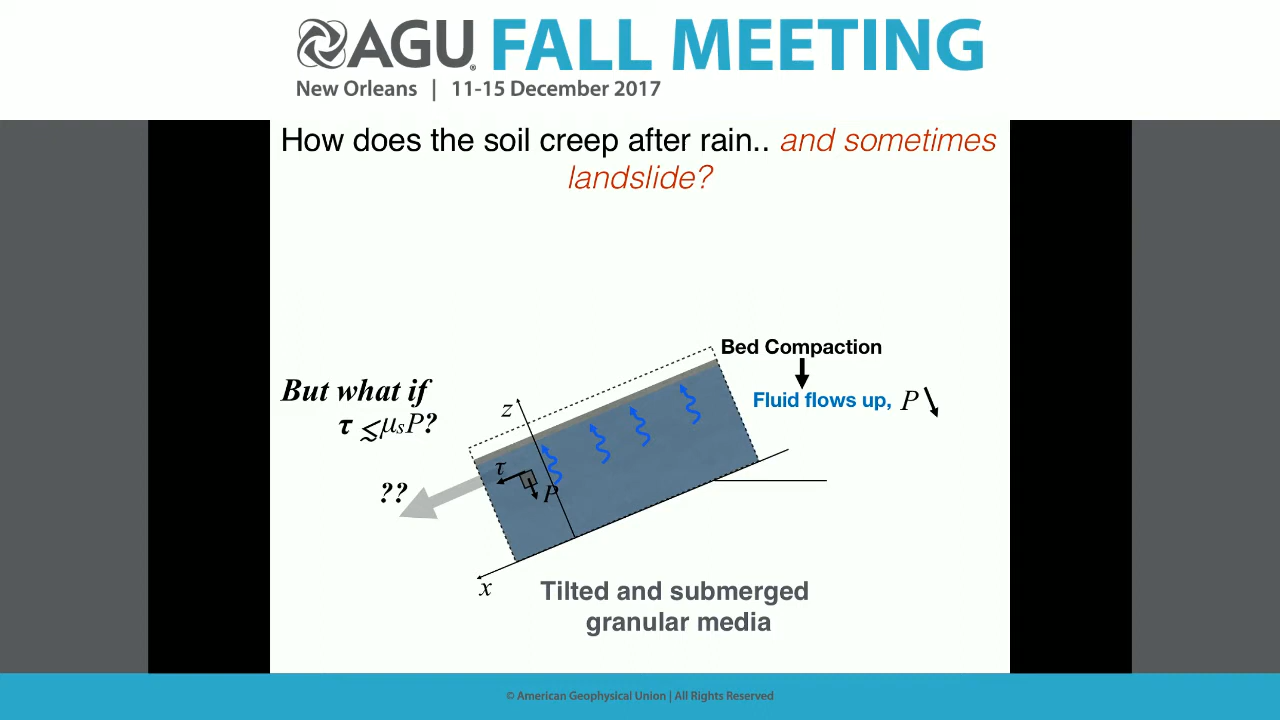 AGU FALL MEETING
New Orleans | 11-15 December 2017
How does the soil creep after rain.. and sometimes
landslide?
Bed Compaction
Fluid flows up, P
But what if
τ ≲ μsP?
z
τ
P
??
x
Tilted and submerged
granular media
© American Geophysical Union | All Rights Reserved